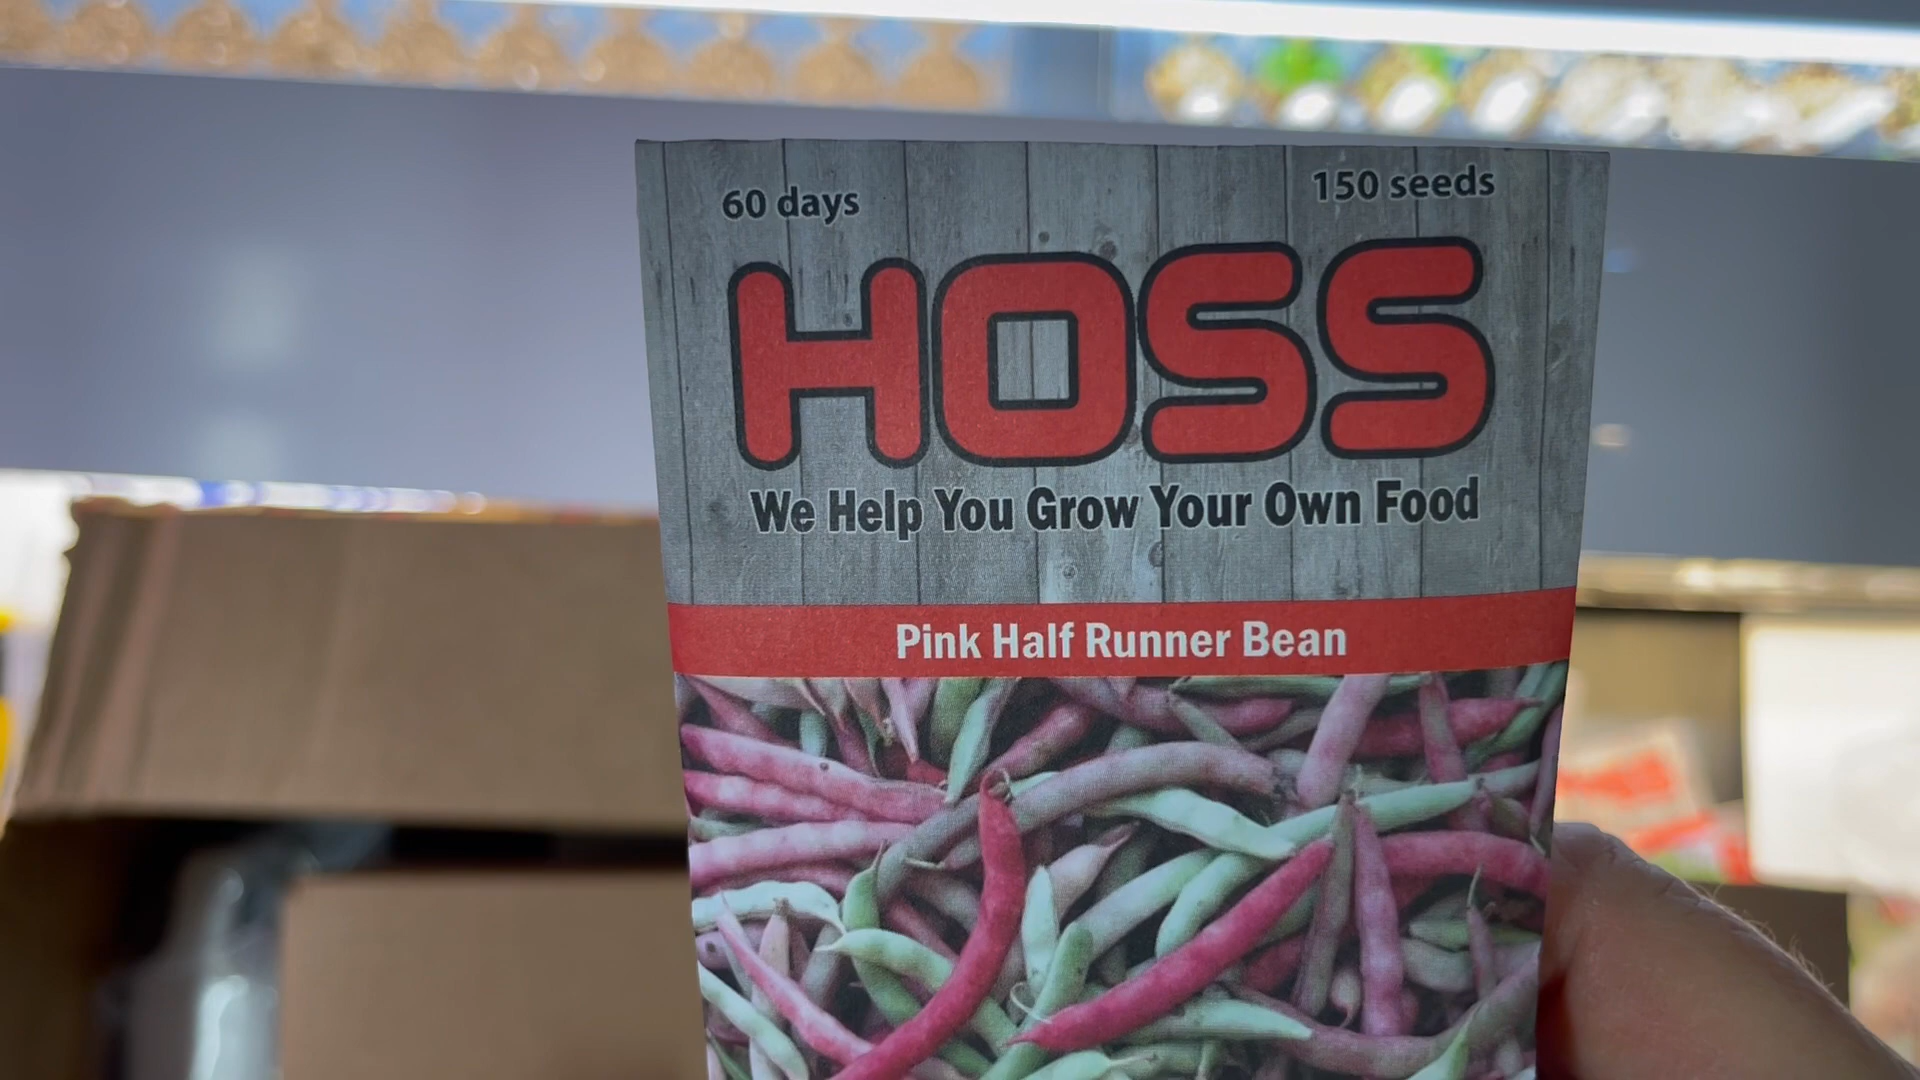 60 days
150 seeds
HOSS
We Help You Grow Your Own Food
Pink Half Runner Bean